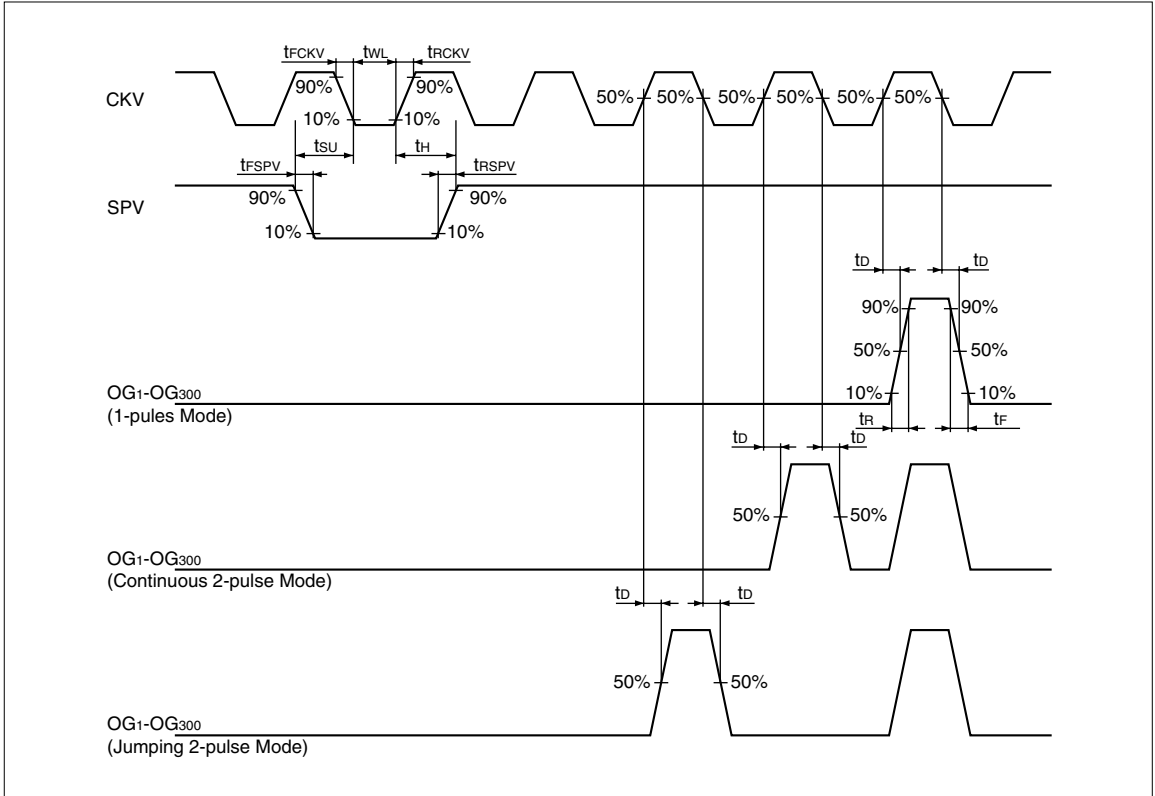 tFCKV tWL tRCKV
CKV
90% 90%
50% 50% 50% 50% 50% 50%
10% 10%
tSU tH
tFSPV tRSPV
SPV
90% 90%
10% 10%
tD tD
90% 90%
50% 50%
OG1-OG300
(1-pules Mode)
10% 10%
tR tF
tD tD
50% 50%
OG1-OG300
(Continuous 2-pulse Mode)
tD tD
50% 50%
OG1-OG300
(Jumping 2-pulse Mode)